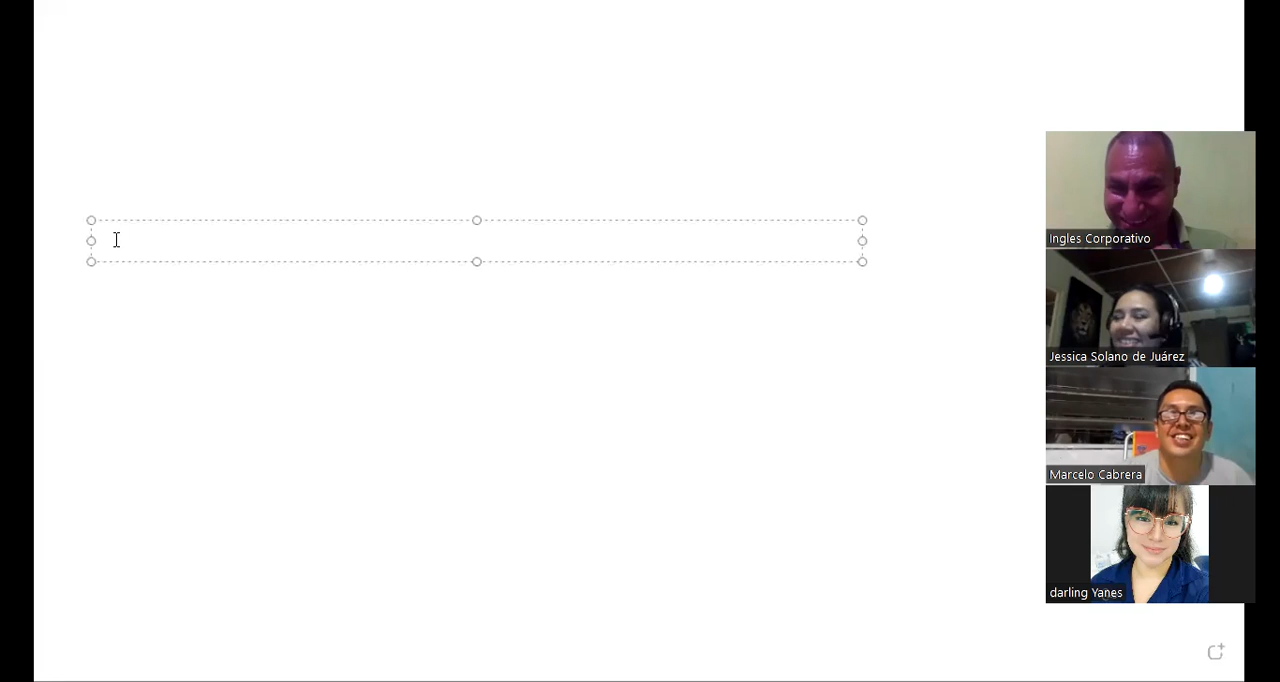 Ingles Corporativo
Jessica Solano de Juárez
Marcelo Cabrera
darling Yanes